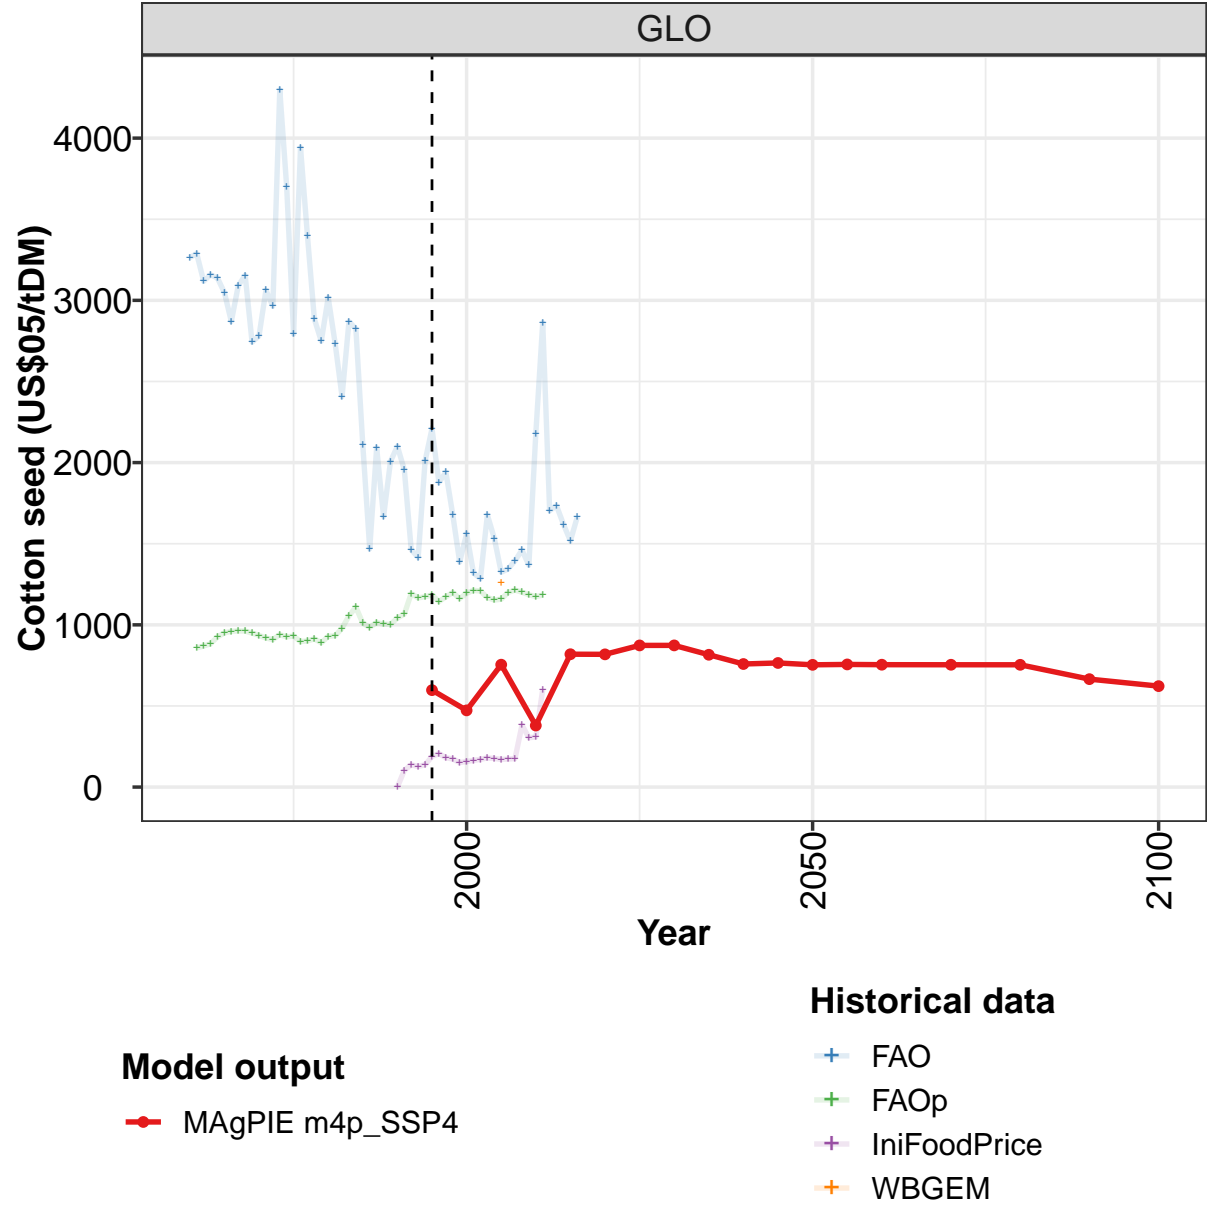 GLO
Cotton seed (US$05/tDM)
4000
3000
2000
1000
0
2000
2050
2100
Year
Model output
MAgPIE m4p_SSP4
Historical data
FAO
FAOp
IniFoodPrice
WBGEM